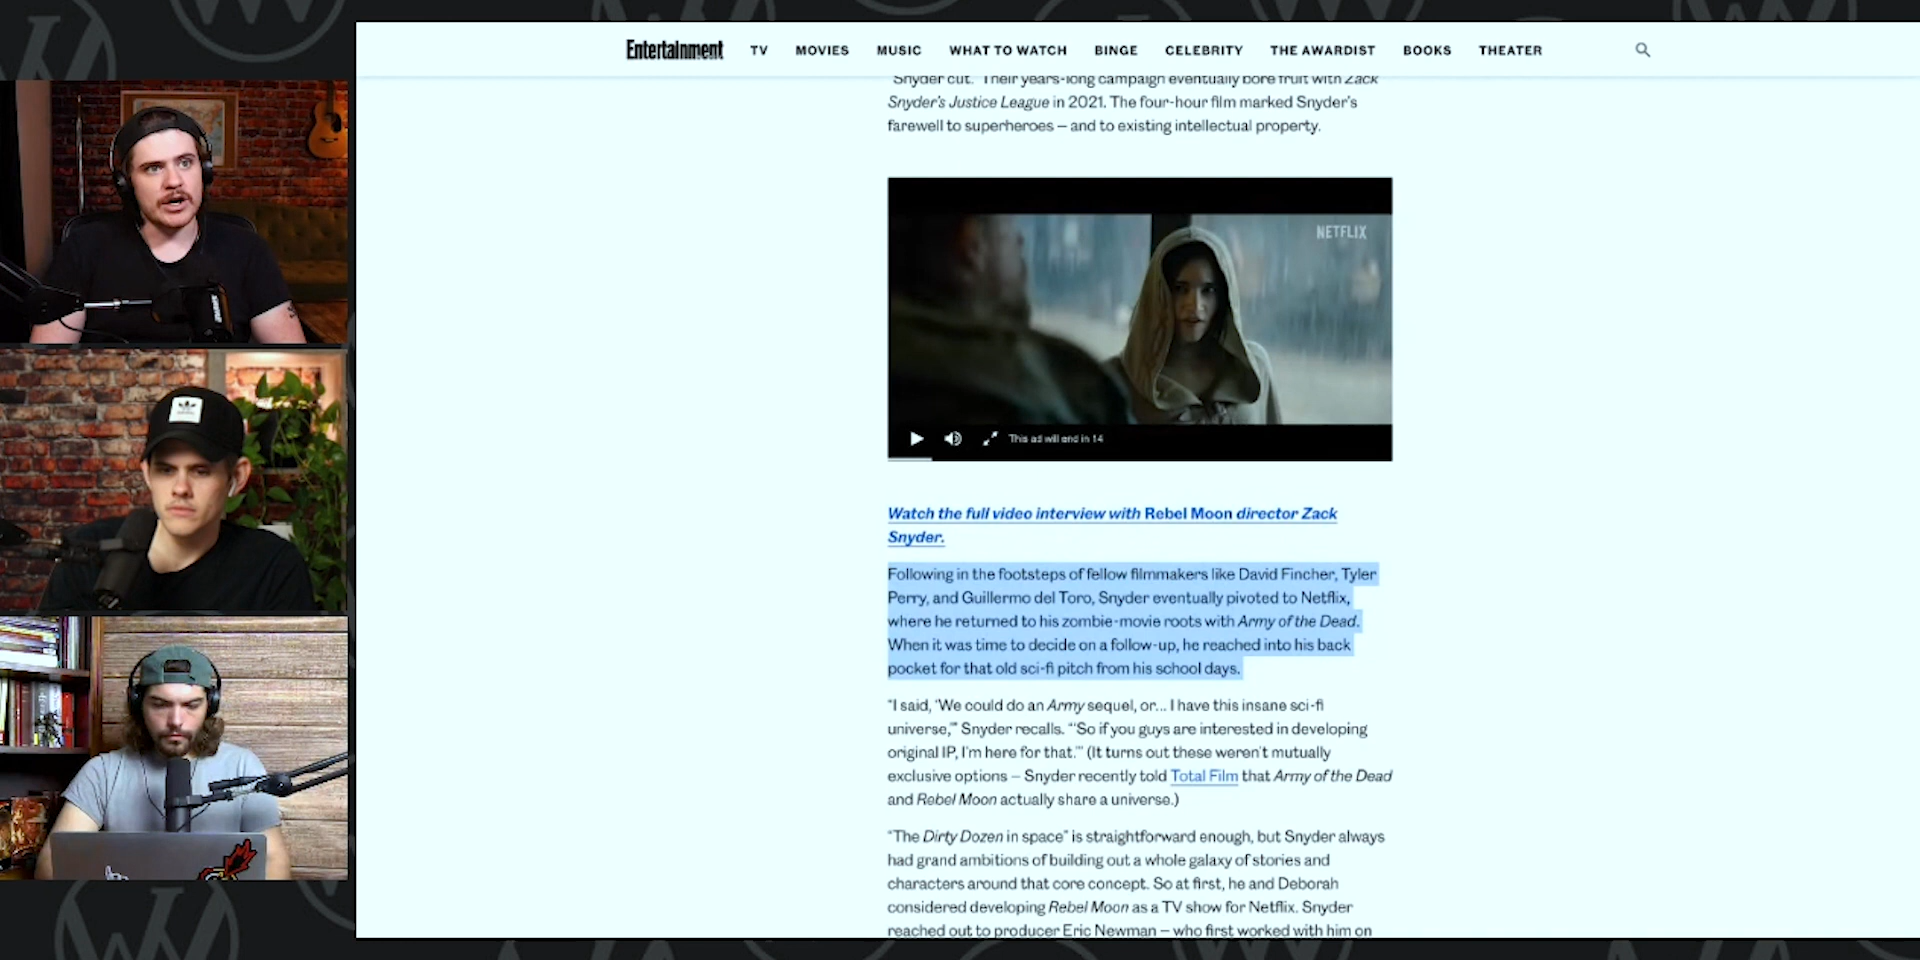 Entertainment TV MOVIES MUSIC WHAT TO WATCH BINGE CELEBRITY THE AWARDIST BOOKS THEATER
"Snyder cut." Their years-long campaign eventually bore fruit with Zack
Snyder's Justice League in 2021. The four-hour film marked Snyder's
farewell to superheroes – and to existing intellectual property.
NETFLIX
This ad will end in 14
Watch the full video interview with Rebel Moon director Zack
Snyder.
Following in the footsteps of fellow filmmakers like David Fincher, Tyler
Perry, and Guillermo del Toro, Snyder eventually pivoted to Netflix,
where he returned to his zombie-movie roots with Army of the Dead.
When it was time to decide on a follow-up, he reached into his back
pocket for that old sci-fi pitch from his school days.
"I said, 'We could do an Army sequel, or... I have this insane sci-fi
universe,'" Snyder recalls. "'So if you guys are interested in developing
original IP, I'm here for that.'" (It turns out these weren't mutually
exclusive options – Snyder recently told Total Film that Army of the Dead
and Rebel Moon actually share a universe.)
"The Dirty Dozen in space" is straightforward enough, but Snyder always
had grand ambitions of building out a whole galaxy of stories and
characters around that core concept. So at first, he and Deborah
considered developing Rebel Moon as a TV show for Netflix. Snyder
reached out to producer Eric Newman – who first worked with him on